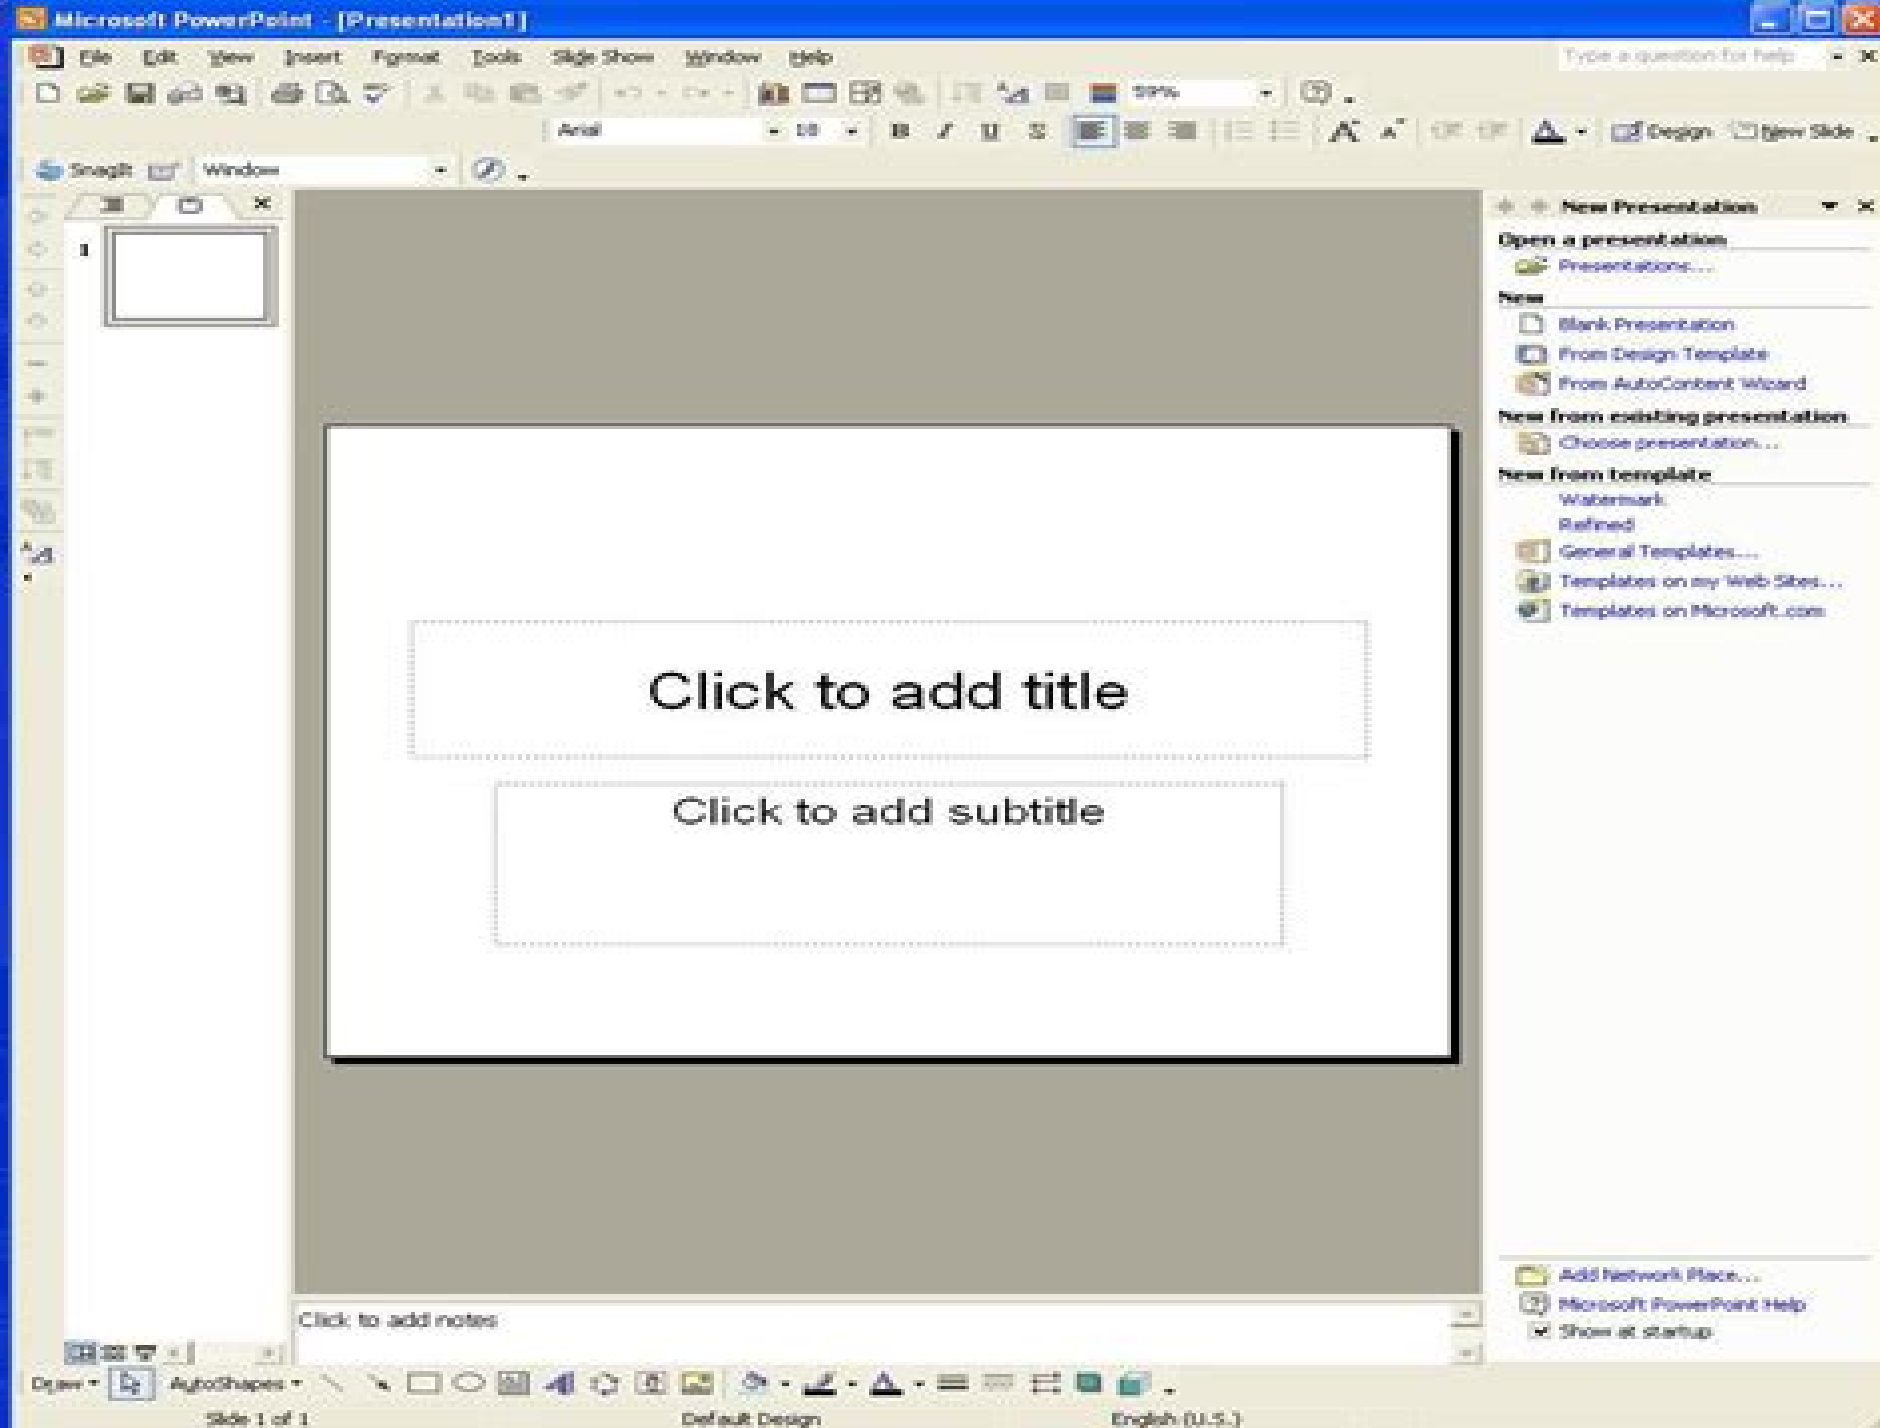 Microsoft PowerPoint - [Presentation1]
File Edit View Insert Format Tools Slide Show Window Help Type a question for help
59%
Arial 18 B I U S A A A Design New Slide
SnagIt Window
New Presentation
1
Open a presentation
Presentations...
New
Blank Presentation
From Design Template
From AutoContent Wizard
New from existing presentation
Choose presentation...
New from template
Watermark
Refined
General Templates...
Templates on my Web Sites...
Templates on Microsoft.com
Click to add title
Click to add subtitle
Click to add notes
Add Network Place...
Microsoft PowerPoint Help
Show at startup
Draw AutoShapes
Slide 1 of 1 Default Design English (U.S.)